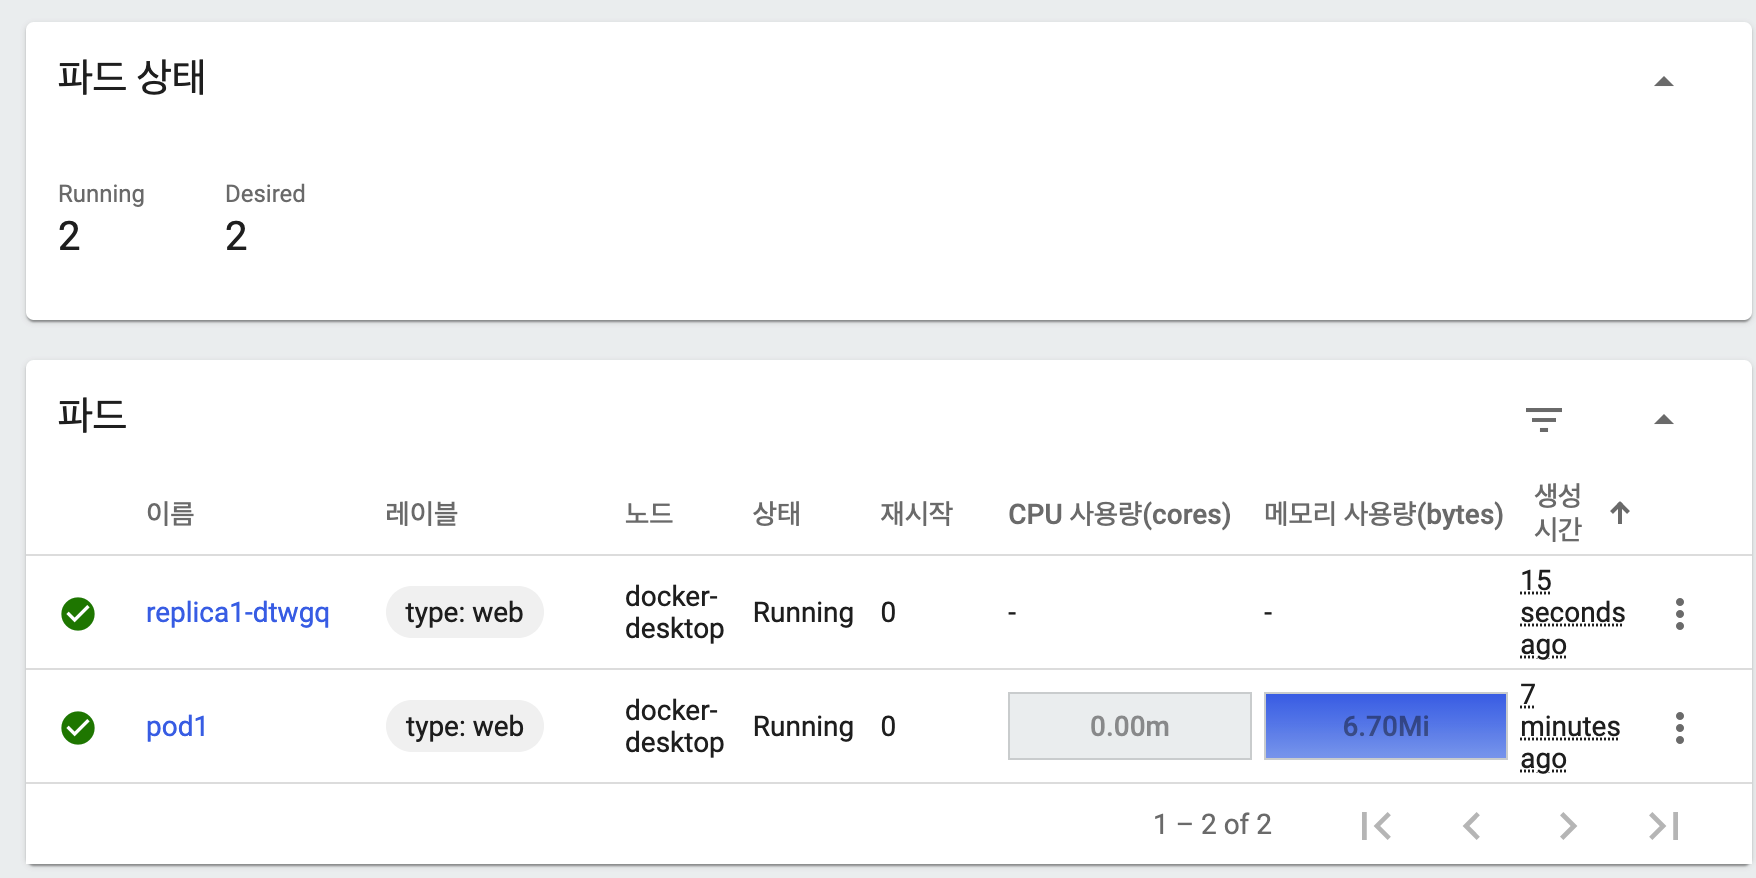 파드 상태
Running Desired
2 2
파드
이름 레이블 노드 상태 재시작 CPU 사용량(cores) 메모리 사용량(bytes) 생성
시간
replica1-dtwgq type: web docker-
desktop Running 0 - - 15
seconds
ago
pod1 type: web docker-
desktop Running 0 0.00m 6.70Mi 7
minutes
ago
1 – 2 of 2